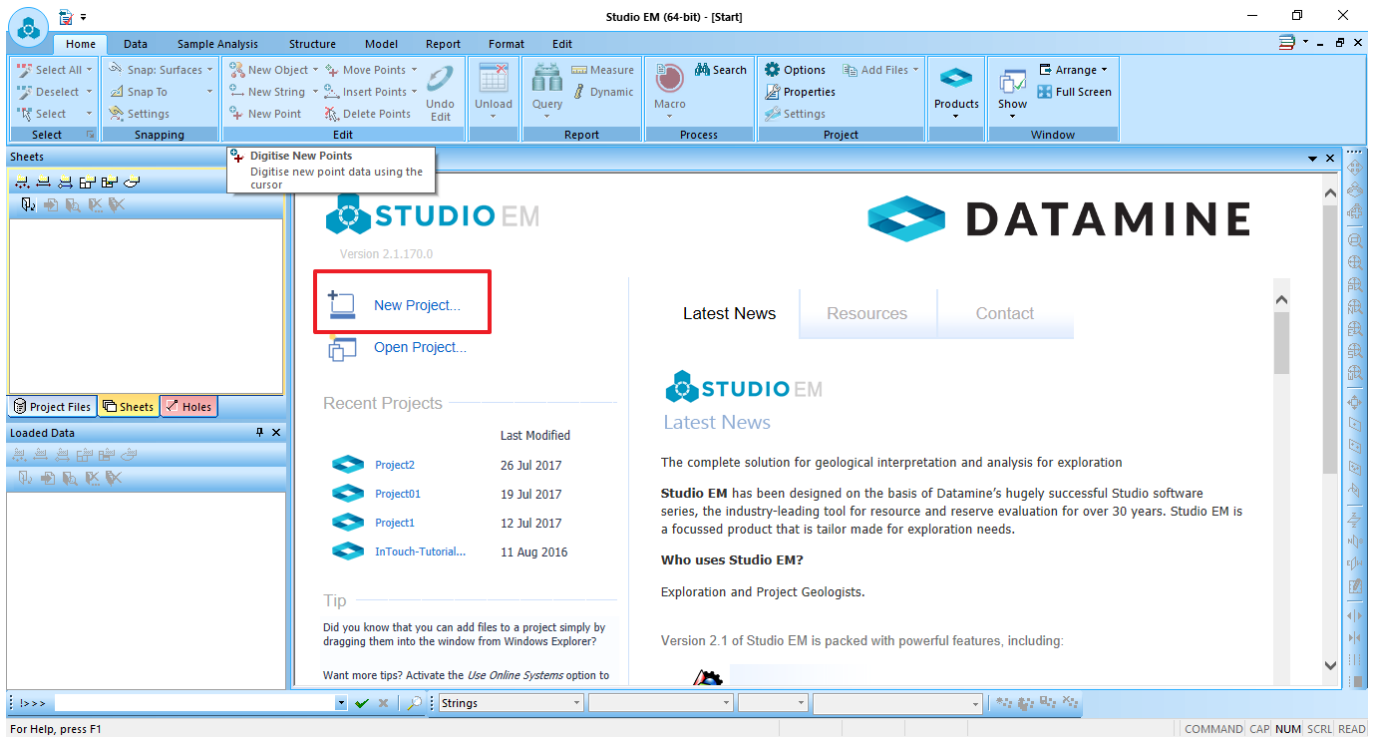 Studio EM (64-bit) - [Start]
Home Data Sample Analysis Structure Model Report Format Edit
Select All Snap: Surfaces New Object Move Points Measure Search Options Add Files Arrange
Deselect Snap To New String Insert Points Dynamic Properties Full Screen
Select Settings New Point Delete Points Undo Edit Unload Query Macro Settings Products Show
Select Snapping Edit Report Process Project Window
Sheets
Digitise New Points
Digitise new point data using the
cursor
STUDIO EM
DATAMINE
Version 2.1.170.0
New Project...
Open Project...
Latest News Resources Contact
Project Files Sheets Holes
Loaded Data
Recent Projects
Last Modified
Project2 26 Jul 2017
Project01 19 Jul 2017
Project1 12 Jul 2017
InTouch-Tutorial... 11 Aug 2016
Tip
Did you know that you can add files to a project simply by
dragging them into the window from Windows Explorer?
Want more tips? Activate the Use Online Systems option to
STUDIO EM
Latest News
The complete solution for geological interpretation and analysis for exploration
Studio EM has been designed on the basis of Datamine's hugely successful Studio software
series, the industry-leading tool for resource and reserve evaluation for over 30 years. Studio EM is
a focussed product that is tailor made for exploration needs.
Who uses Studio EM?
Exploration and Project Geologists.
Version 2.1 of Studio EM is packed with powerful features, including:
!>>> Strings
For Help, press F1
COMMAND CAP NUM SCRL READ